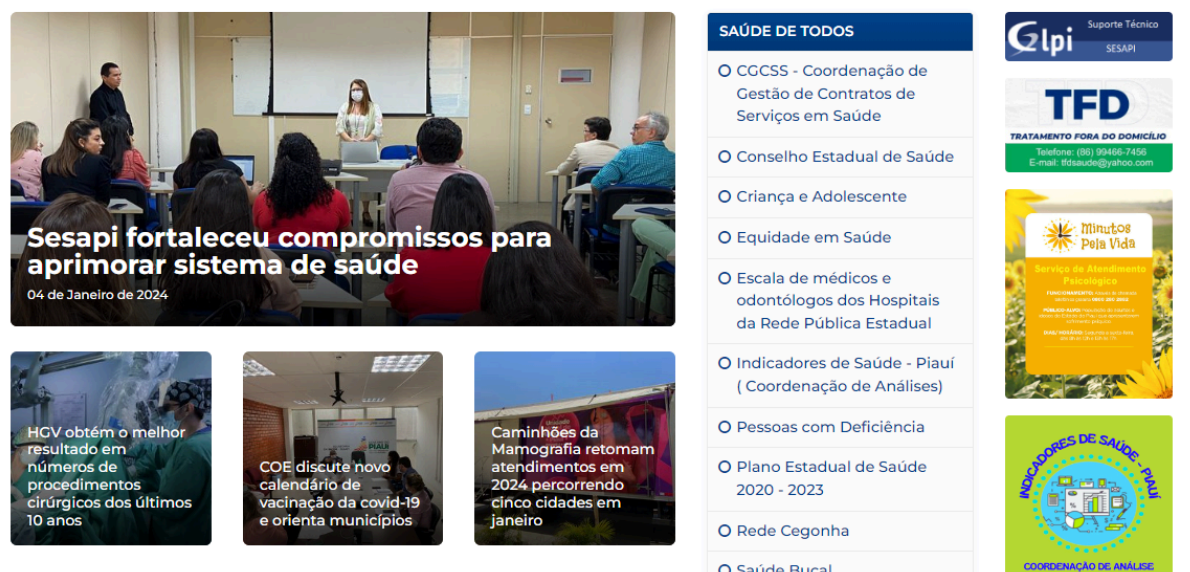 Sesapi fortaleceu compromissos para
aprimorar sistema de saúde
04 de Janeiro de 2024
HGV obtém o melhor
resultado em
números de
procedimentos
cirúrgicos dos últimos
10 anos
COE discute novo
calendário de
vacinação da covid-19
e orienta municípios
Caminhões da
Mamografia retomam
atendimentos em
2024 percorrendo
cinco cidades em
janeiro
SAÚDE DE TODOS
CGCSS - Coordenação de
Gestão de Contratos de
Serviços em Saúde
Conselho Estadual de Saúde
Criança e Adolescente
Equidade em Saúde
Escala de médicos e
odontólogos dos Hospitais
da Rede Pública Estadual
Indicadores de Saúde - Piauí
( Coordenação de Análises)
Pessoas com Deficiência
Plano Estadual de Saúde
2020 - 2023
Rede Cegonha
Saúde Bucal
Glpi
Suporte Técnico
SESAPI
TFD
TRATAMENTO FORA DO DOMICÍLIO
Telefone: (86) 99466-7456
E-mail: tfdsaude@yahoo.com
Minutos
Pela Vida
Serviço de Atendimento
Psicológico
INDICADORES DE SAÚDE - PIAUÍ
COORDENAÇÃO DE ANÁLISE